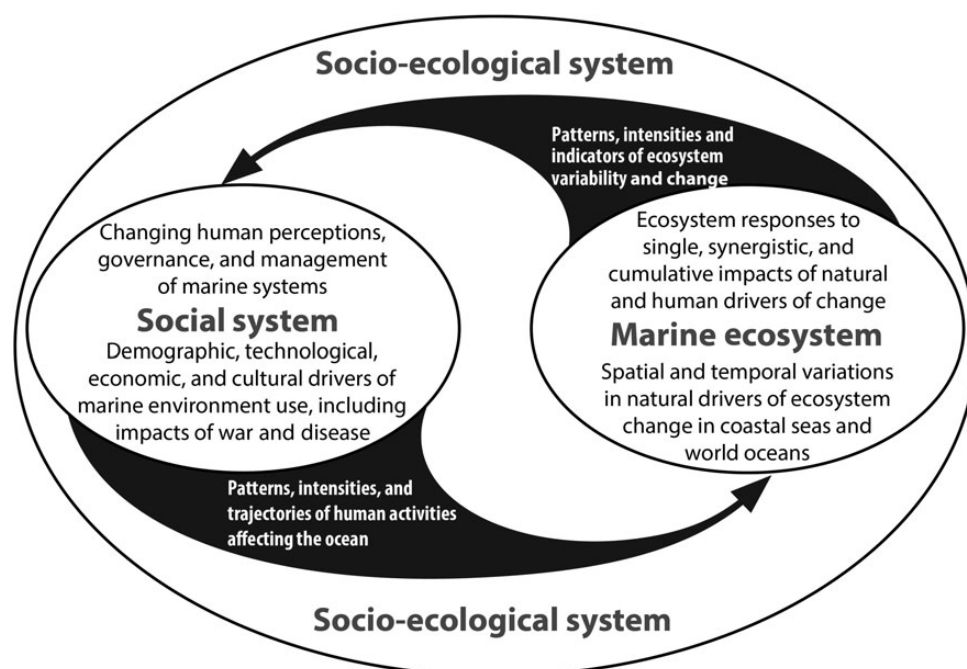 Socio-ecological system
Patterns, intensities and
indicators of ecosystem
variability and change
Changing human perceptions,
governance, and management
of marine systems
Social system
Demographic, technological,
economic, and cultural drivers of
marine environment use, including
impacts of war and disease
Ecosystem responses to
single, synergistic, and
cumulative impacts of natural
and human drivers of change
Marine ecosystem
Spatial and temporal variations
in natural drivers of ecosystem
change in coastal seas and
world oceans
Patterns, intensities, and
trajectories of human activities
affecting the ocean
Socio-ecological system